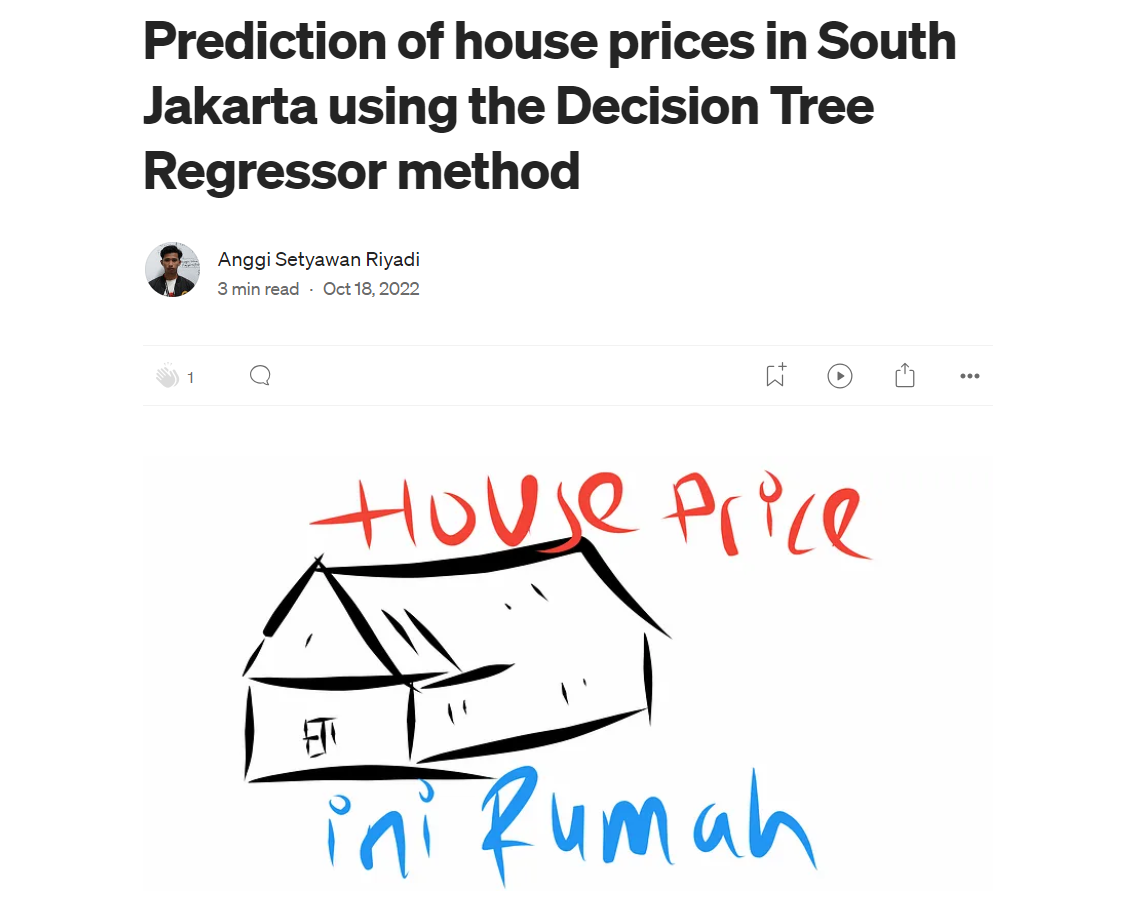 Prediction of house prices in South
Jakarta using the Decision Tree
Regressor method
Anggi Setyawan Riyadi
3 min read · Oct 18, 2022
1
House Price
ini Rumah